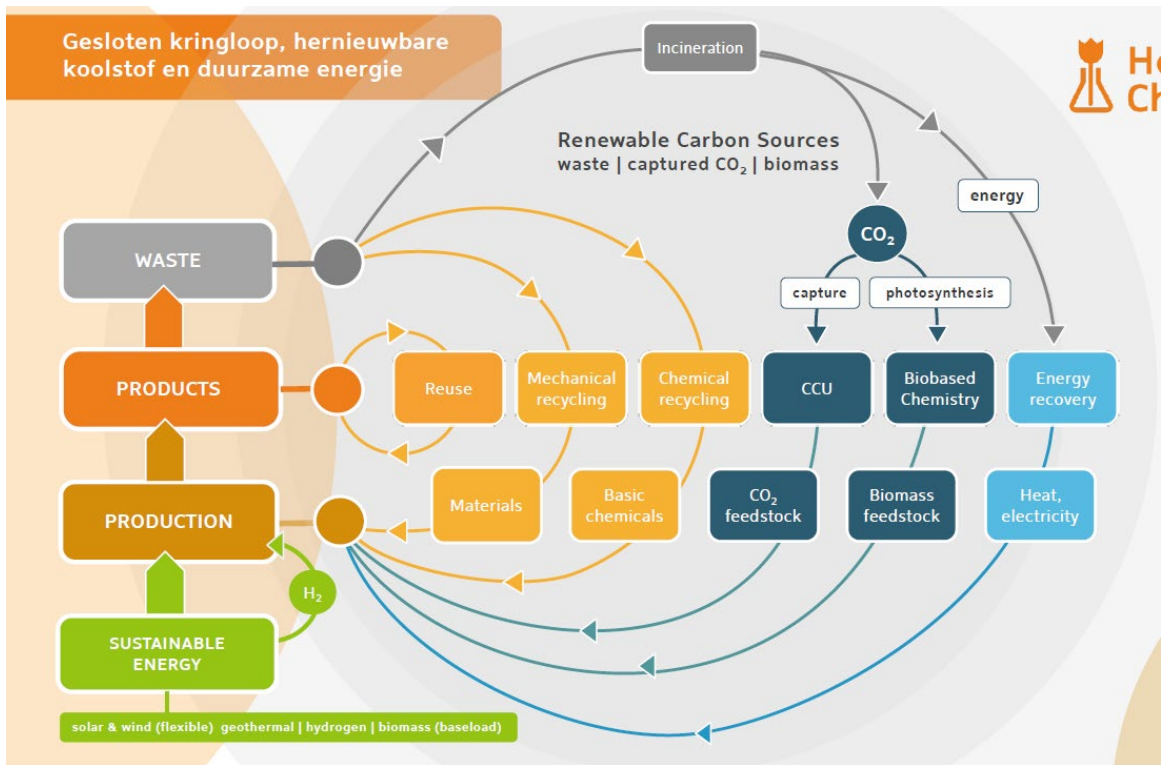 Gesloten kringloop, hernieuwbare
koolstof en duurzame energie
Incineration
Renewable Carbon Sources
waste | captured CO₂ | biomass
energy
WASTE
CO₂
capture
photosynthesis
PRODUCTS
Reuse
Mechanical
recycling
Chemical
recycling
CCU
Biobased
Chemistry
Energy
recovery
PRODUCTION
Materials
Basic
chemicals
CO₂
feedstock
Biomass
feedstock
Heat,
electricity
H₂
SUSTAINABLE
ENERGY
solar & wind (flexible) geothermal | hydrogen | biomass (baseload)